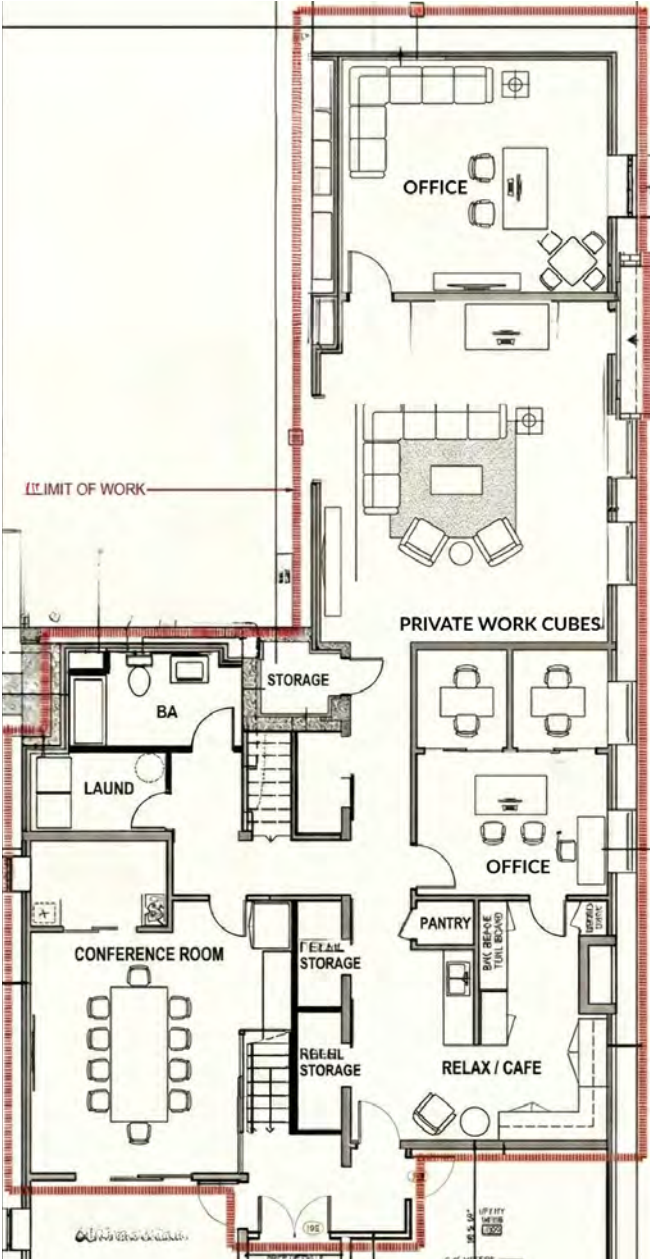 OFFICE
LIMIT OF WORK
PRIVATE WORK CUBES
STORAGE
BA
LAUND
OFFICE
PANTRY
CONFERENCE ROOM
STORAGE
STORAGE
RELAX / CAFE